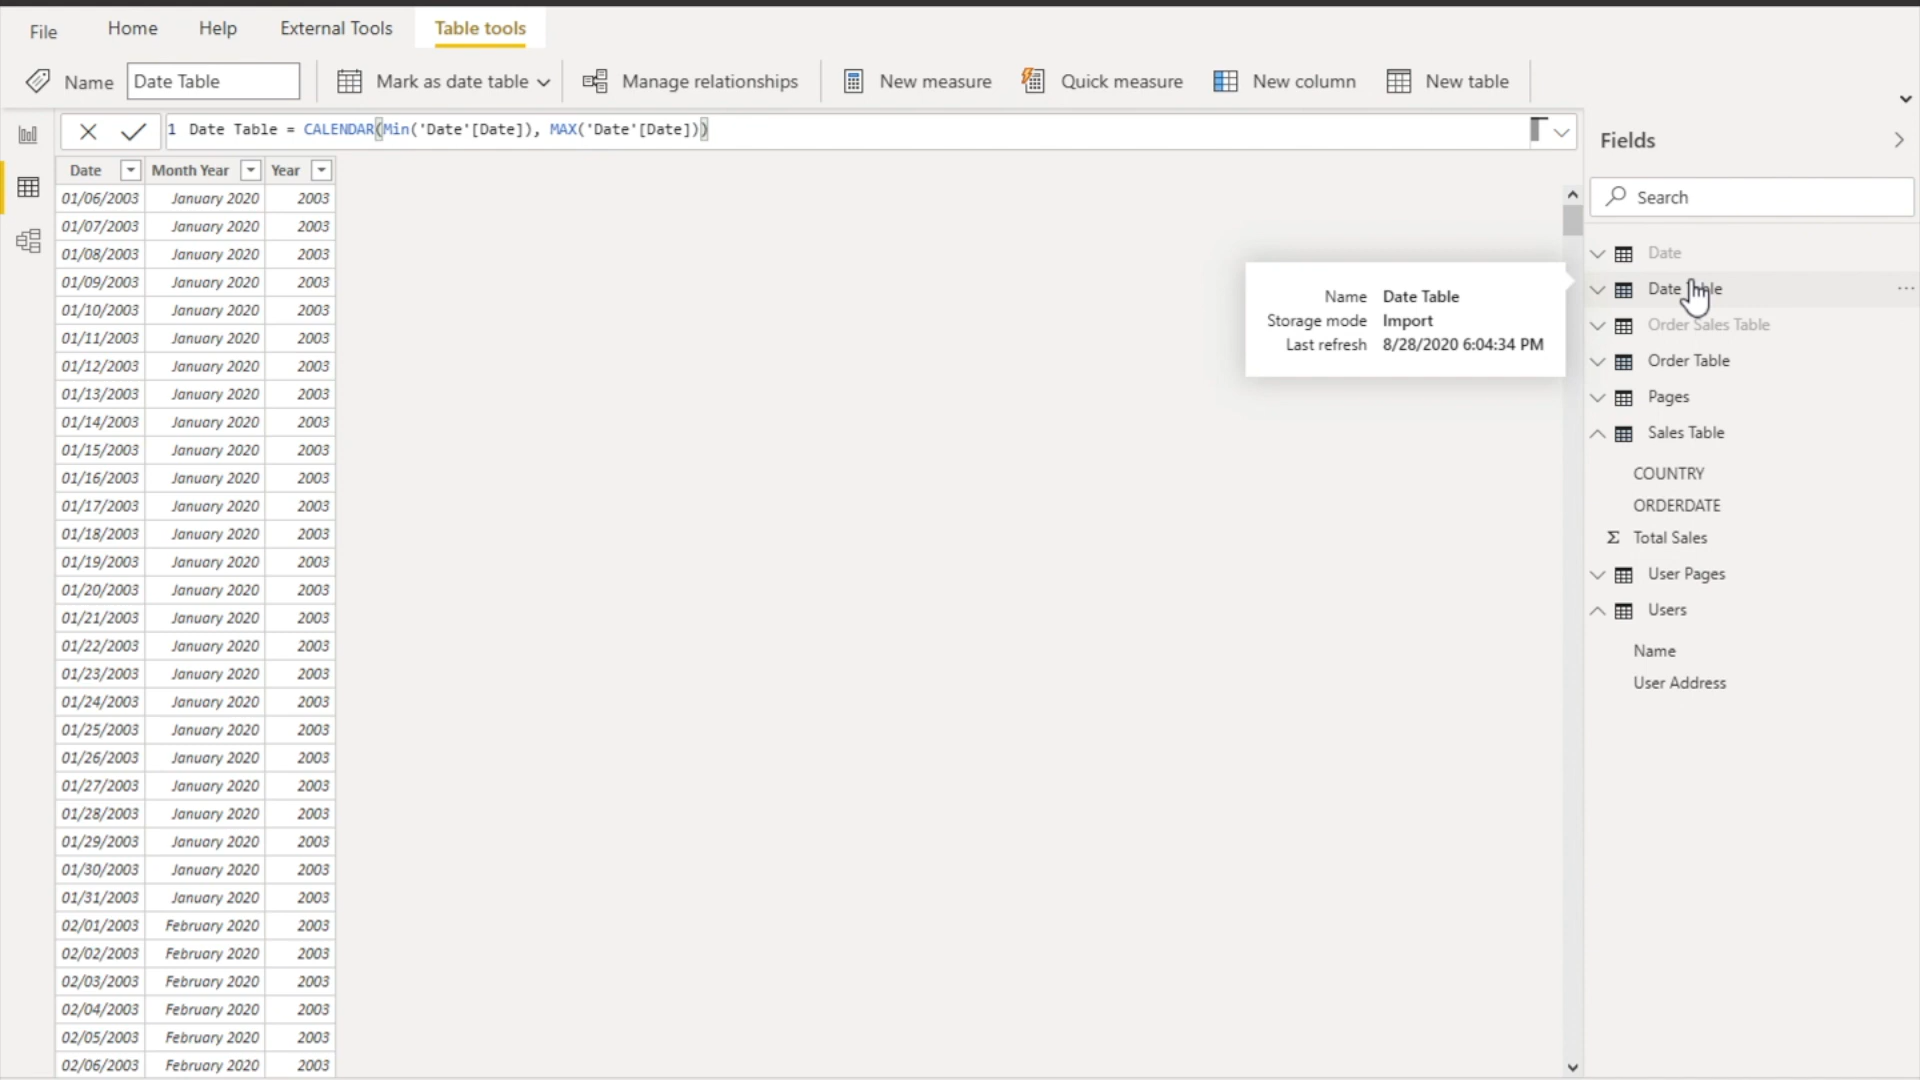 File Home Help External Tools Table tools
Name Date Table Mark as date table Manage relationships New measure Quick measure New column New table
1 Date Table = CALENDAR(Min('Date'[Date]), MAX('Date'[Date]))
Date Month Year Year
01/06/2003 January 2020 2003
01/07/2003 January 2020 2003
01/08/2003 January 2020 2003
01/09/2003 January 2020 2003
01/10/2003 January 2020 2003
01/11/2003 January 2020 2003
01/12/2003 January 2020 2003
01/13/2003 January 2020 2003
01/14/2003 January 2020 2003
01/15/2003 January 2020 2003
01/16/2003 January 2020 2003
01/17/2003 January 2020 2003
01/18/2003 January 2020 2003
01/19/2003 January 2020 2003
01/20/2003 January 2020 2003
01/21/2003 January 2020 2003
01/22/2003 January 2020 2003
01/23/2003 January 2020 2003
01/24/2003 January 2020 2003
01/25/2003 January 2020 2003
01/26/2003 January 2020 2003
01/27/2003 January 2020 2003
01/28/2003 January 2020 2003
01/29/2003 January 2020 2003
01/30/2003 January 2020 2003
01/31/2003 January 2020 2003
02/01/2003 February 2020 2003
02/02/2003 February 2020 2003
02/03/2003 February 2020 2003
02/04/2003 February 2020 2003
02/05/2003 February 2020 2003
02/06/2003 February 2020 2003
Name Date Table
Storage mode Import
Last refresh 8/28/2020 6:04:34 PM
Fields
Search
Date
Date Table
Order Sales Table
Order Table
Pages
Sales Table
COUNTRY
ORDERDATE
Σ Total Sales
User Pages
Users
Name
User Address